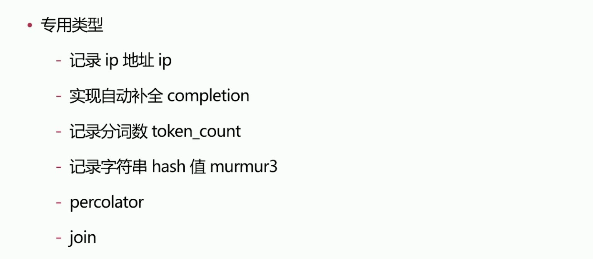 • 专用类型
- 记录 ip 地址 ip
- 实现自动补全 completion
- 记录分词数 token_count
- 记录字符串 hash 值 murmur3
- percolator
- join